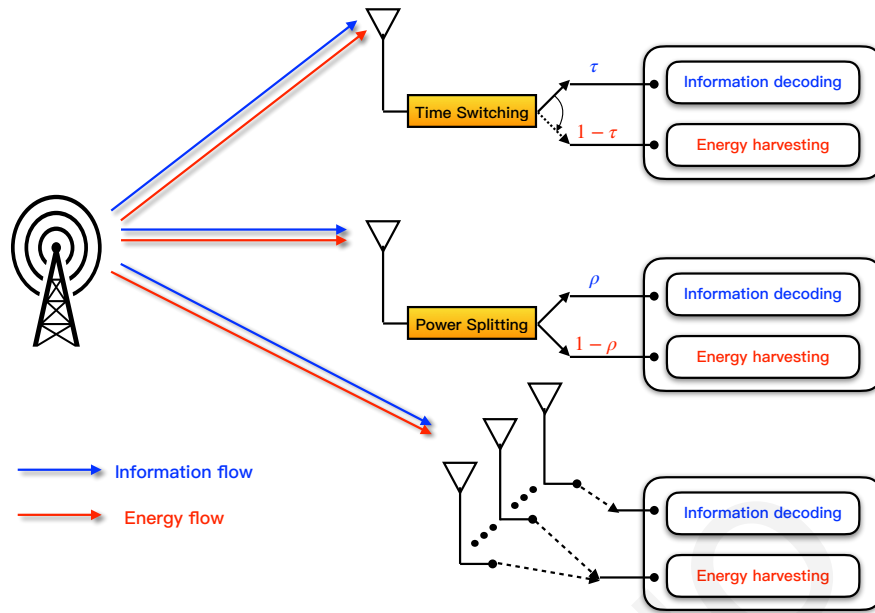 τ
Information decoding
Time Switching
1 − τ
Energy harvesting
ρ
Information decoding
Power Splitting
1 − ρ
Energy harvesting
Information flow
Energy flow
Information decoding
Energy harvesting